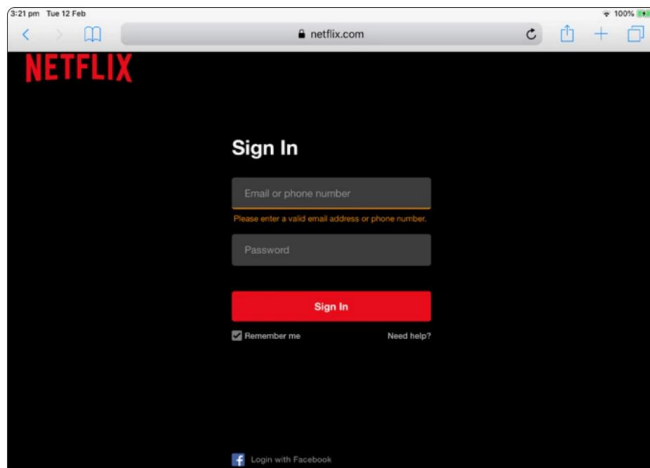 3:21 pm Tue 12 Feb 100%
netflix.com
NETFLIX
Sign In
Email or phone number
Please enter a valid email address or phone number.
Password
Sign In
Remember me Need help?
Login with Facebook